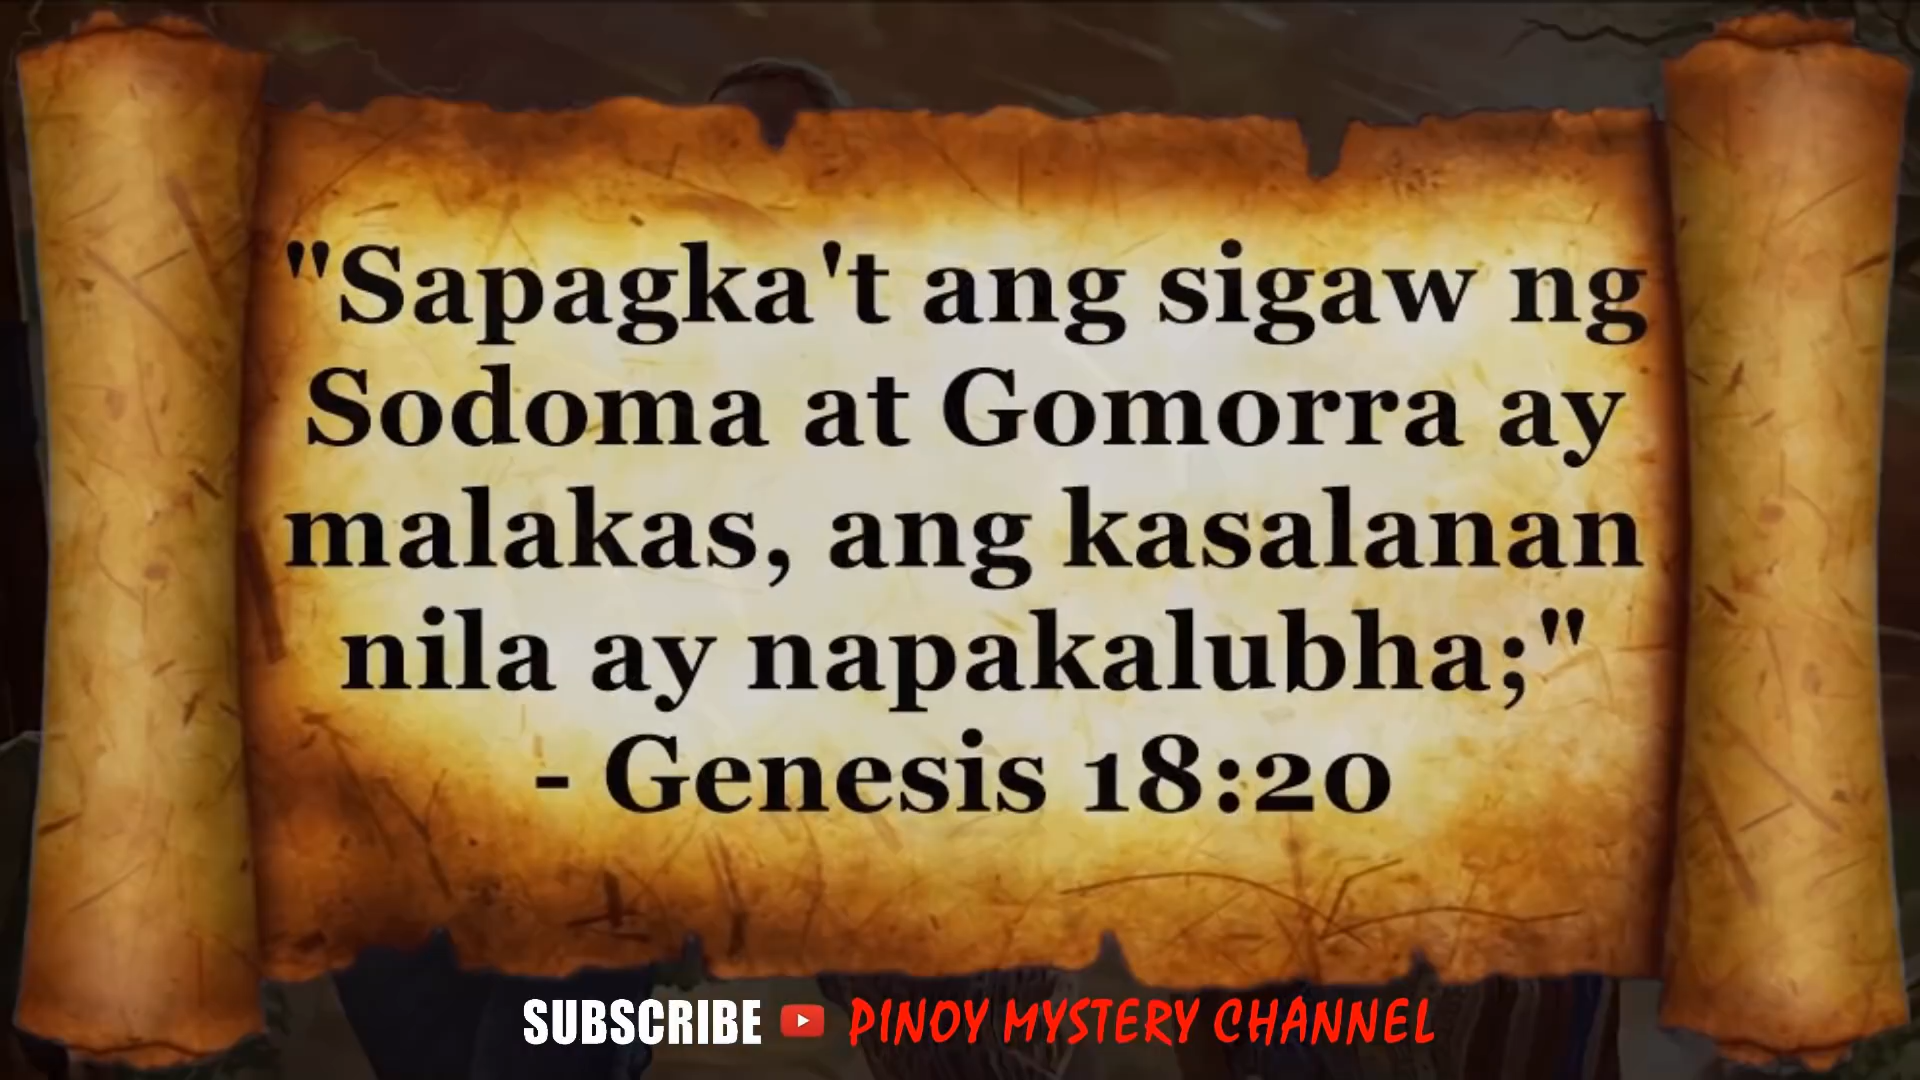 "Sapagka't ang sigaw ng
Sodoma at Gomorra ay
malakas, ang kasalanan
nila ay napakalubha;"
- Genesis 18:20
SUBSCRIBE PINOY MYSTERY CHANNEL